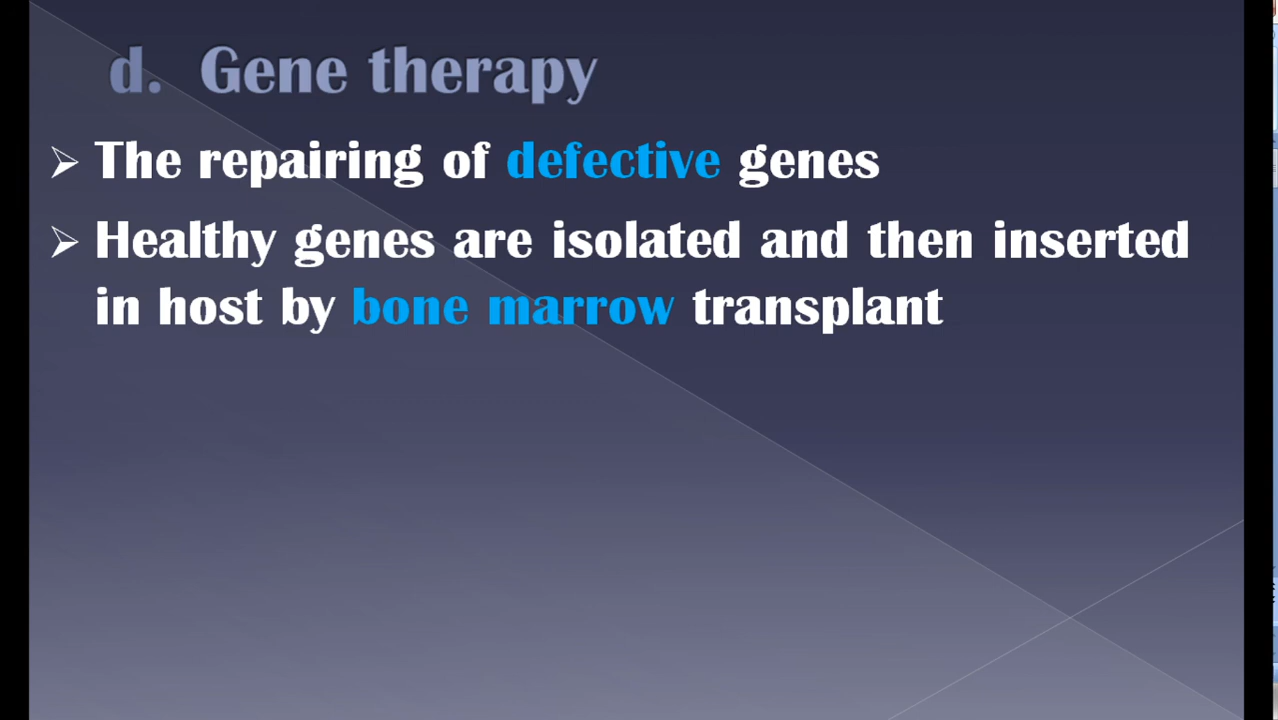 d. Gene therapy
The repairing of defective genes
Healthy genes are isolated and then inserted
in host by bone marrow transplant